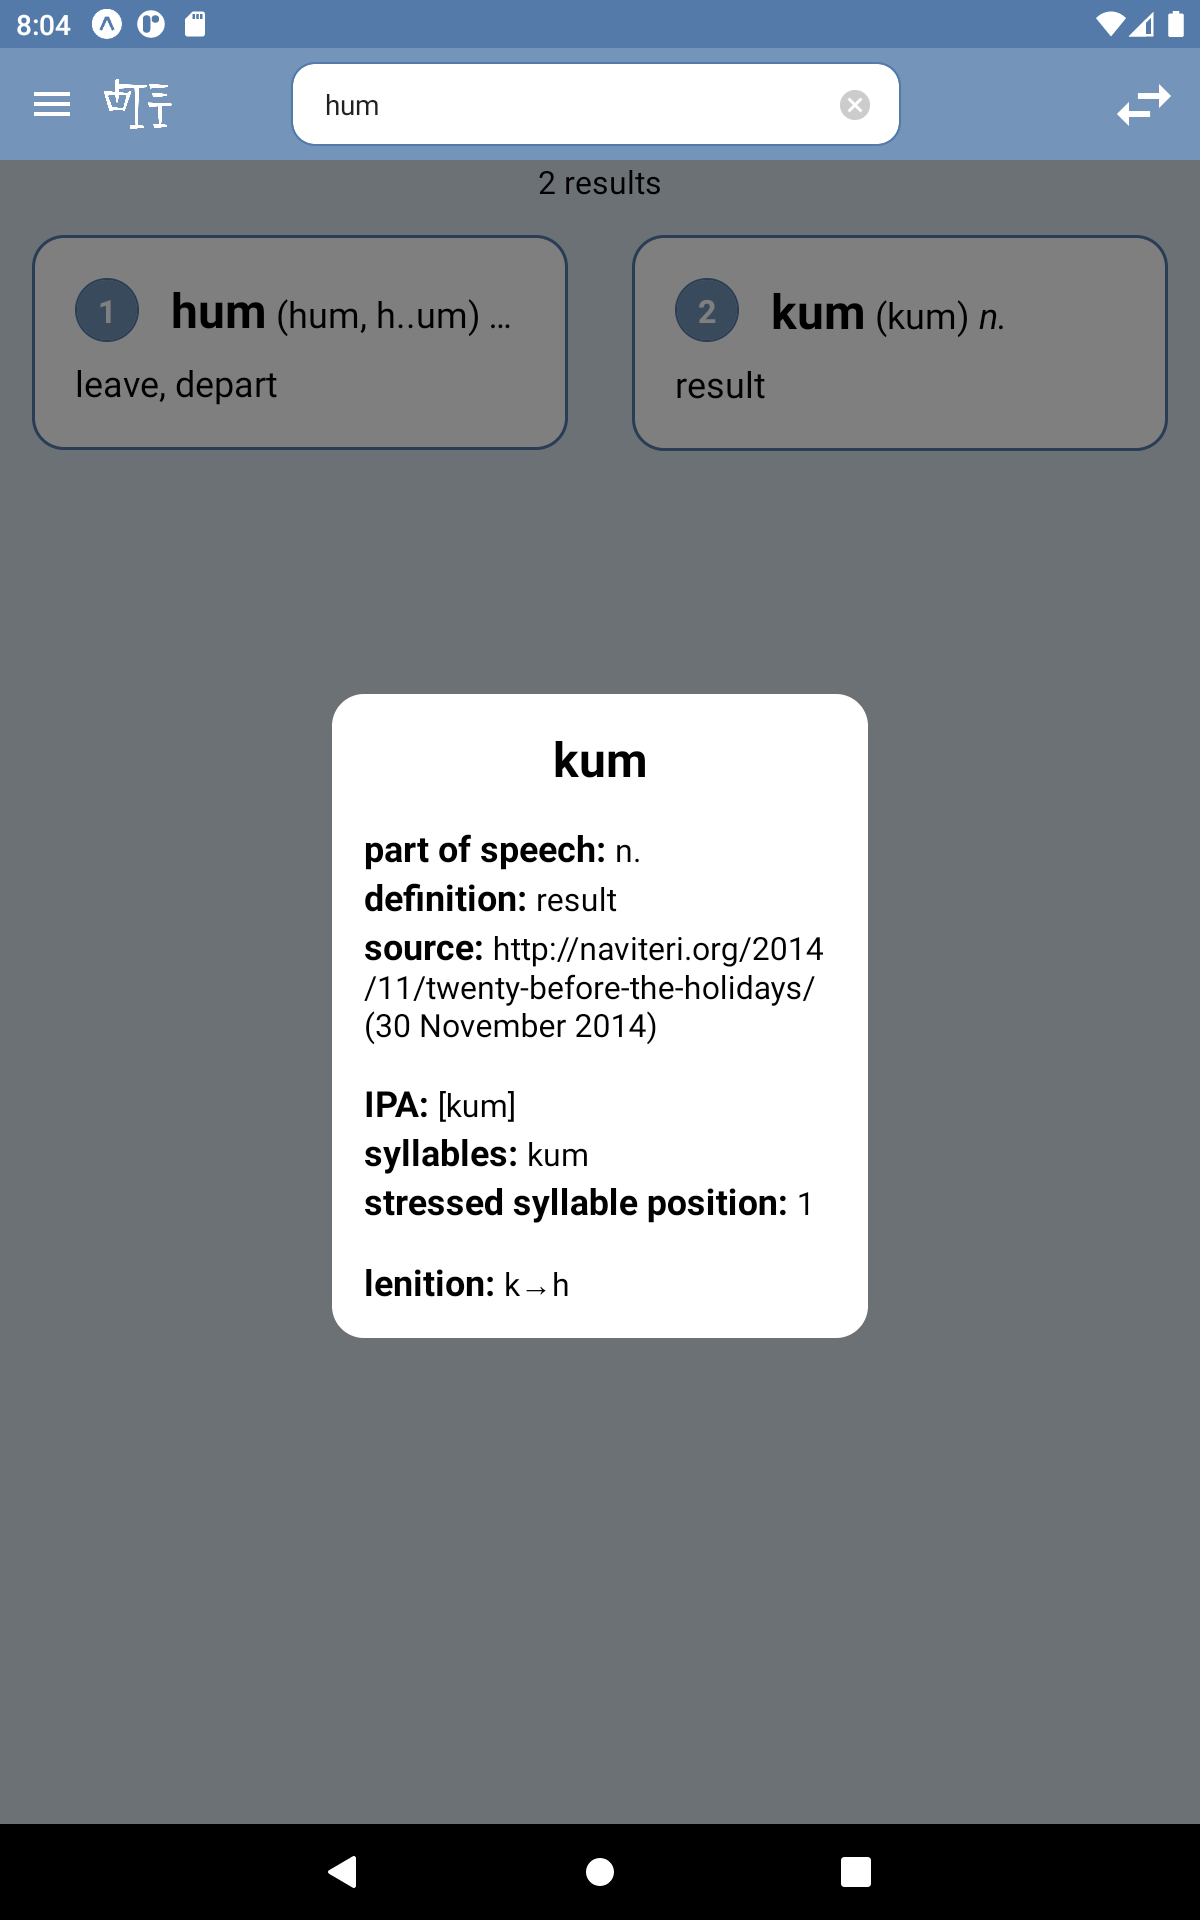 8:04
hum
2 results
1 hum (hum, h..um) ...
leave, depart
2 kum (kum) n.
result
kum
part of speech: n.
definition: result
source: http://naviteri.org/2014
/11/twenty-before-the-holidays/
(30 November 2014)
IPA: [kum]
syllables: kum
stressed syllable position: 1
lenition: k→h